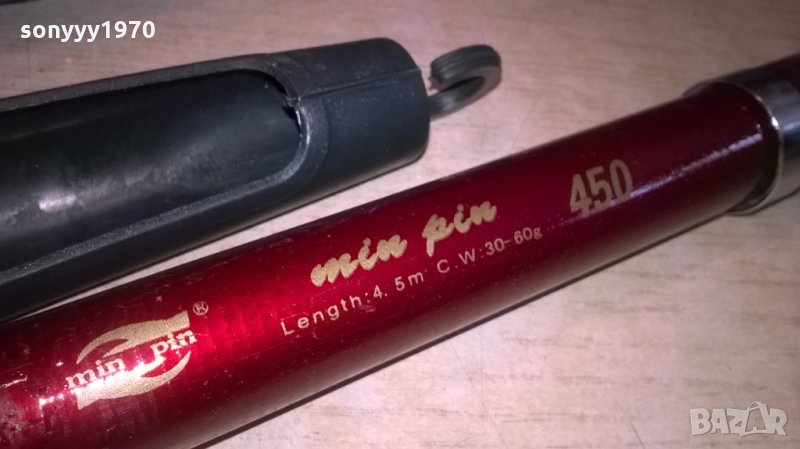 sonyyy1970
min pin 450
Length:4.5m C.W:30-60g
min pin ®
BAZAR